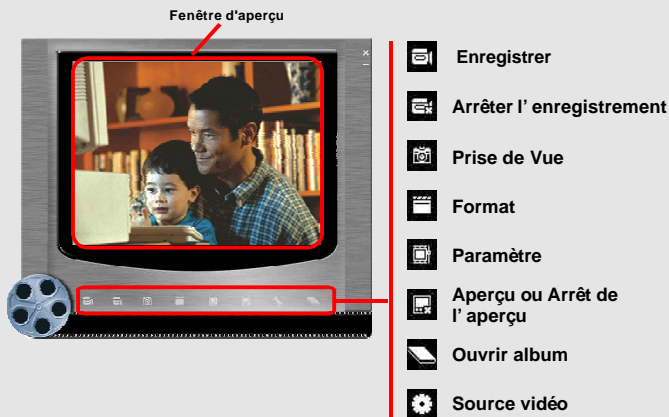 Fenêtre d'aperçu
Enregistrer
Arrêter l’ enregistrement
Prise de Vue
Format
Paramètre
Aperçu ou Arrêt de
l’ aperçu
Ouvrir album
Source vidéo